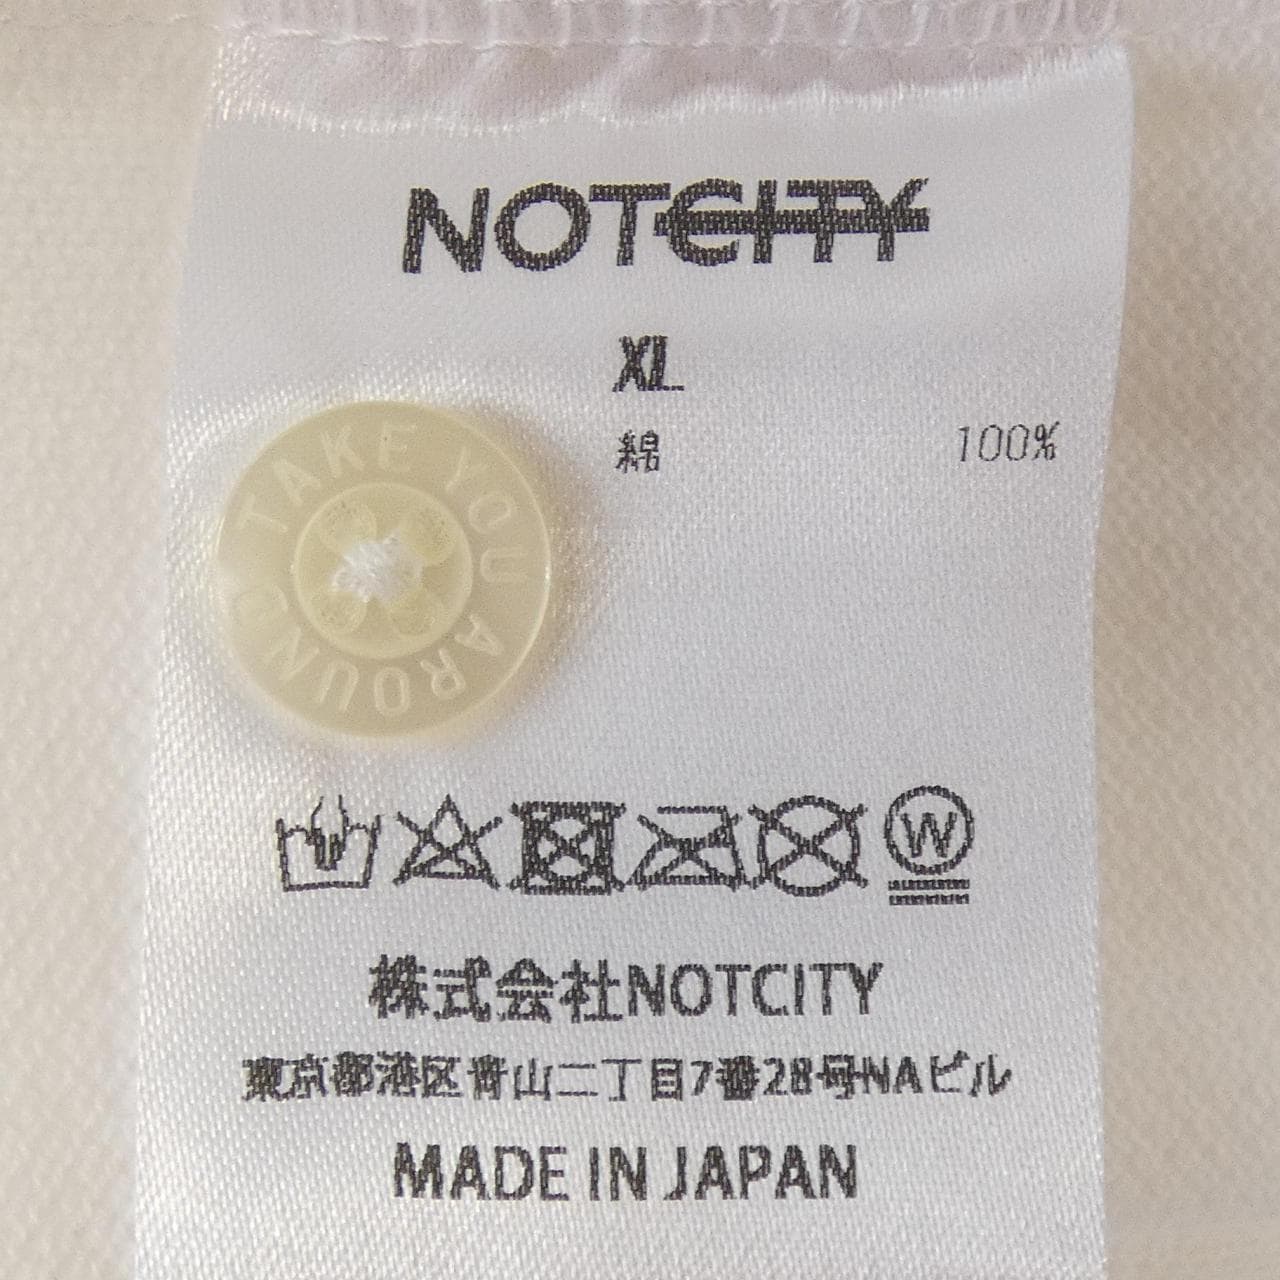 NOTCITY
XL
綿 100%
TAKE YOU AROUND
W
株式会社NOTCITY
東京都港区青山二丁目7番28号NAビル
MADE IN JAPAN